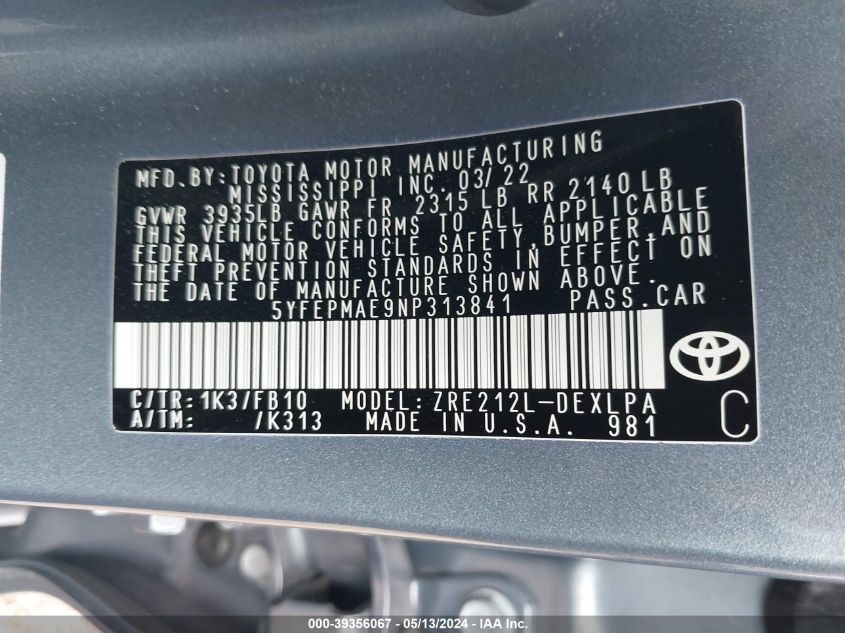 MFD. BY: TOYOTA MOTOR MANUFACTURING
MISSISSIPPI INC. 03/22
GVWR 3935LB GAWR FR 2315 LB RR 2140 LB
THIS VEHICLE CONFORMS TO ALL APPLICABLE
FEDERAL MOTOR VEHICLE SAFETY, BUMPER, AND
THEFT PREVENTION STANDARDS IN EFFECT ON
THE DATE OF MANUFACTURE SHOWN ABOVE.
5YFEPMAE9NP313841 PASS. CAR
C/TR: 1K3/FB10 MODEL: ZRE212L-DEXLPA
A/TM: /K313 MADE IN U.S.A. 981 C
000-39356067 - 05/13/2024 - IAA Inc.